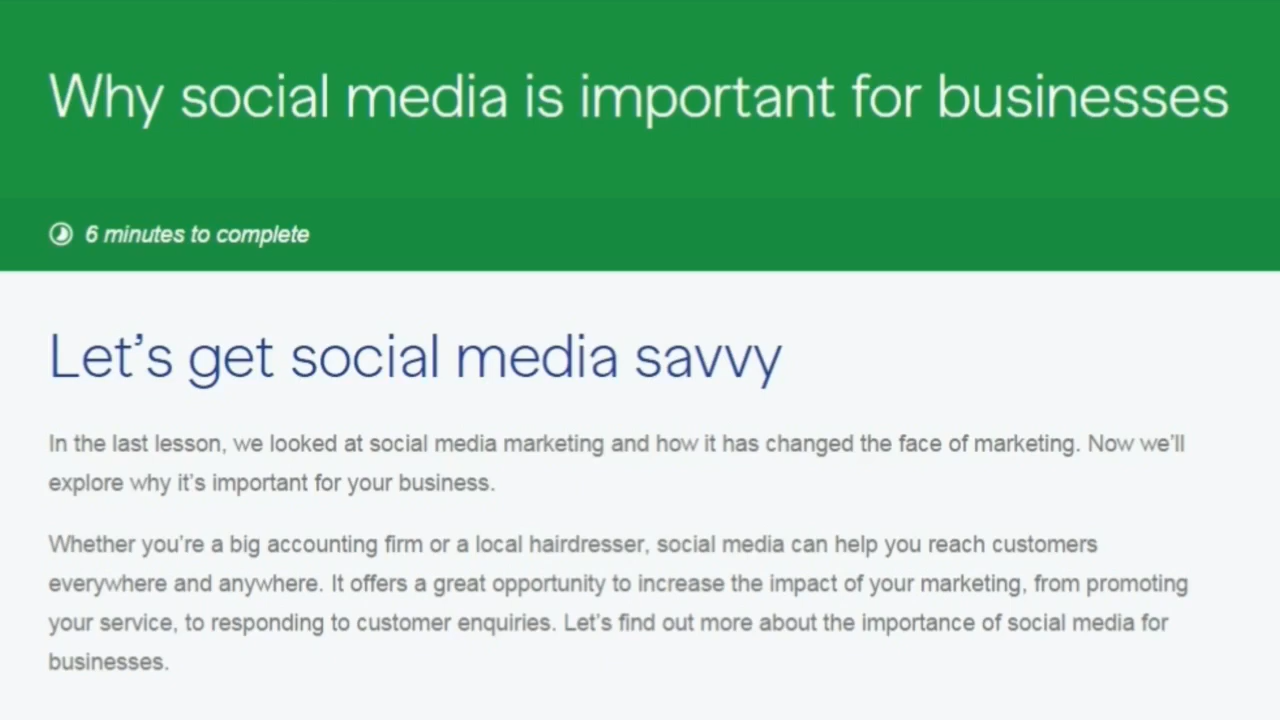 Why social media is important for businesses
6 minutes to complete
Let’s get social media savvy
In the last lesson, we looked at social media marketing and how it has changed the face of marketing. Now we’ll
explore why it’s important for your business.
Whether you’re a big accounting firm or a local hairdresser, social media can help you reach customers
everywhere and anywhere. It offers a great opportunity to increase the impact of your marketing, from promoting
your service, to responding to customer enquiries. Let’s find out more about the importance of social media for
businesses.